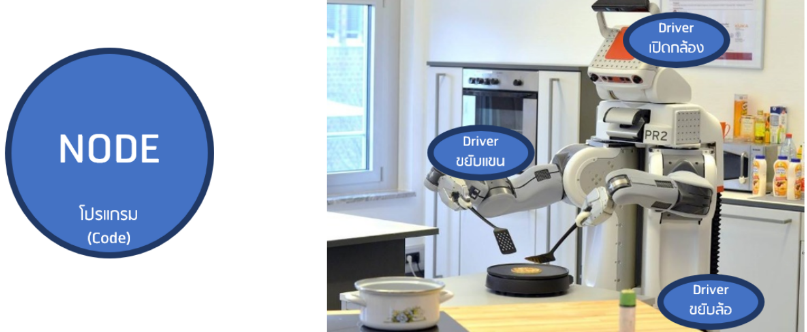 NODE
โปรแกรม
(Code)
Driver
เปิดกล้อง
Driver
ขยับแขน
PR2
Driver
ขยับล้อ